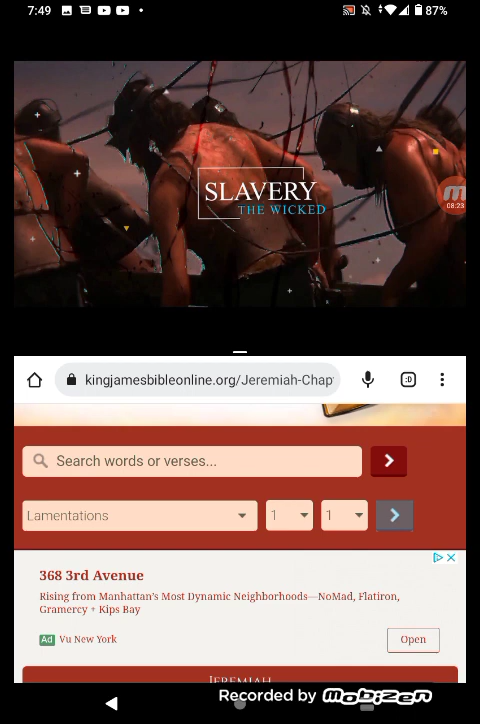 7:49
87%
SLAVERY
THE WICKED
08:23
kingjamesbibleonline.org/Jeremiah-Chap
:D
Search words or verses...
Lamentations 1 1
368 3rd Avenue
Rising from Manhattan's Most Dynamic Neighborhoods—NoMad, Flatiron,
Gramercy + Kips Bay
Ad Vu New York Open
JEREMIAH
Recorded by Mobizen